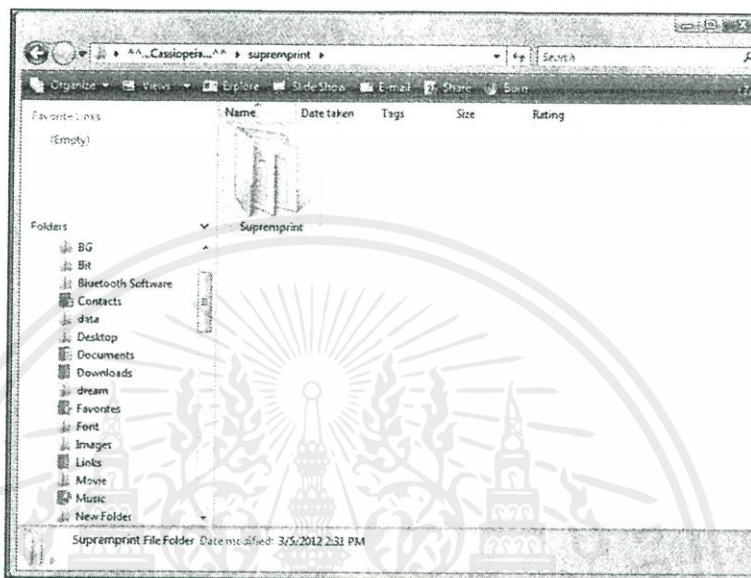 ^^...Cassiopeia...^^ supremprint
Search
Organize Views Explore Slide Show E-mail Share Burn
Favorite Links
(Empty)
Name Date taken Tags Size Rating
Supremprint
Folders
BG
Bit
Bluetooth Software
Contacts
data
Desktop
Documents
Downloads
dream
Favorites
Font
Images
Links
Movie
Music
New Folder
Supremprint File Folder Date modified: 3/5/2012 2:31 PM